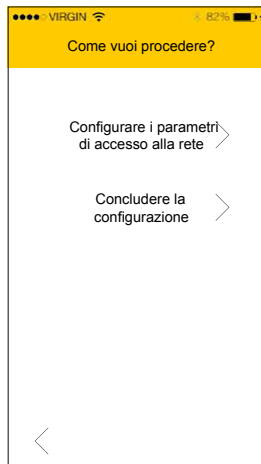 VIRGIN 82%
Come vuoi procedere?
Configurare i parametri
di accesso alla rete
Concludere la
configurazione